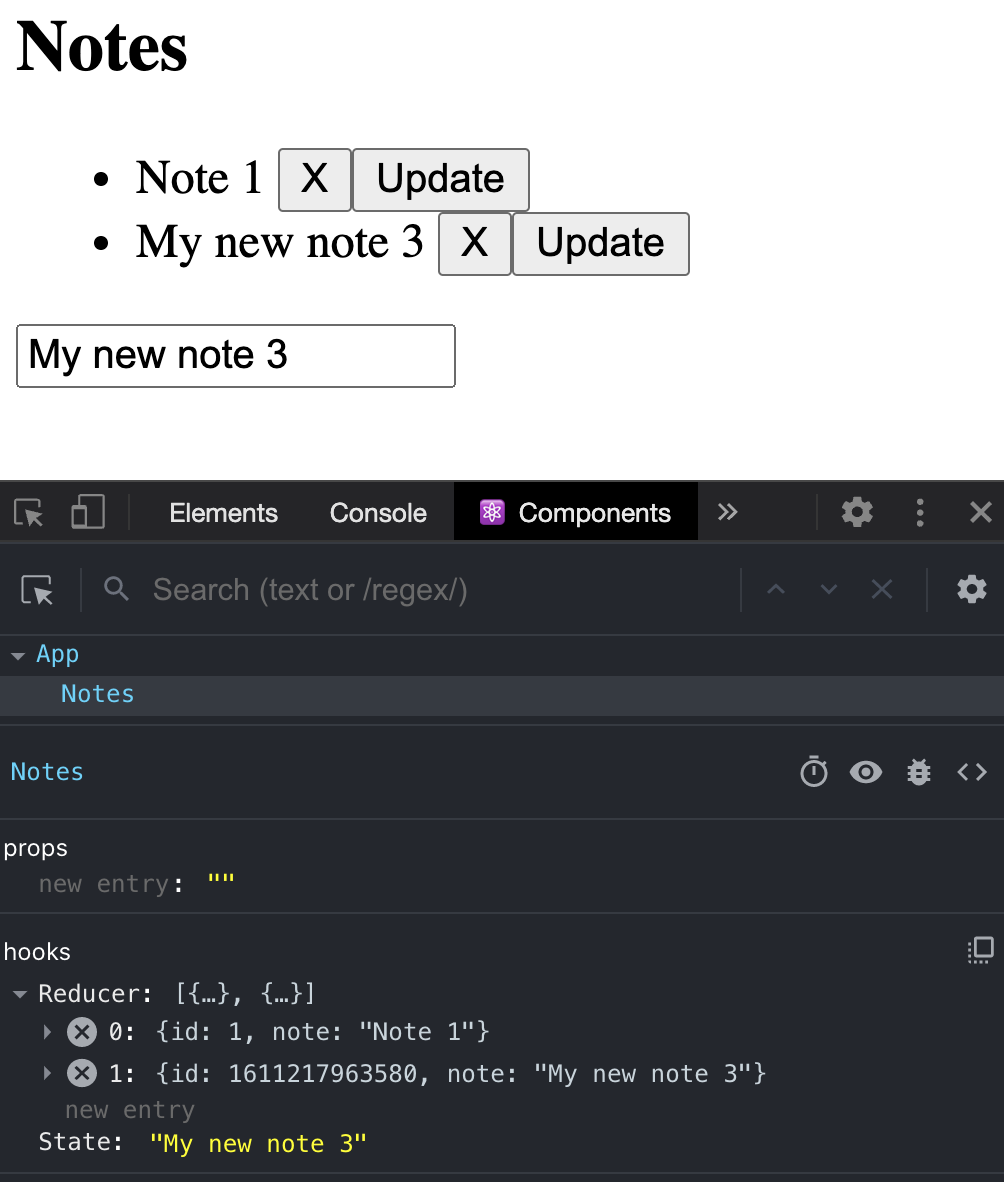 Notes
• Note 1 X Update
• My new note 3 X Update
My new note 3
Elements Console Components »
Search (text or /regex/)
App
Notes
Notes
props
new entry: ""
hooks
Reducer: [{…}, {…}]
0: {id: 1, note: "Note 1"}
1: {id: 1611217963580, note: "My new note 3"}
new entry
State: "My new note 3"